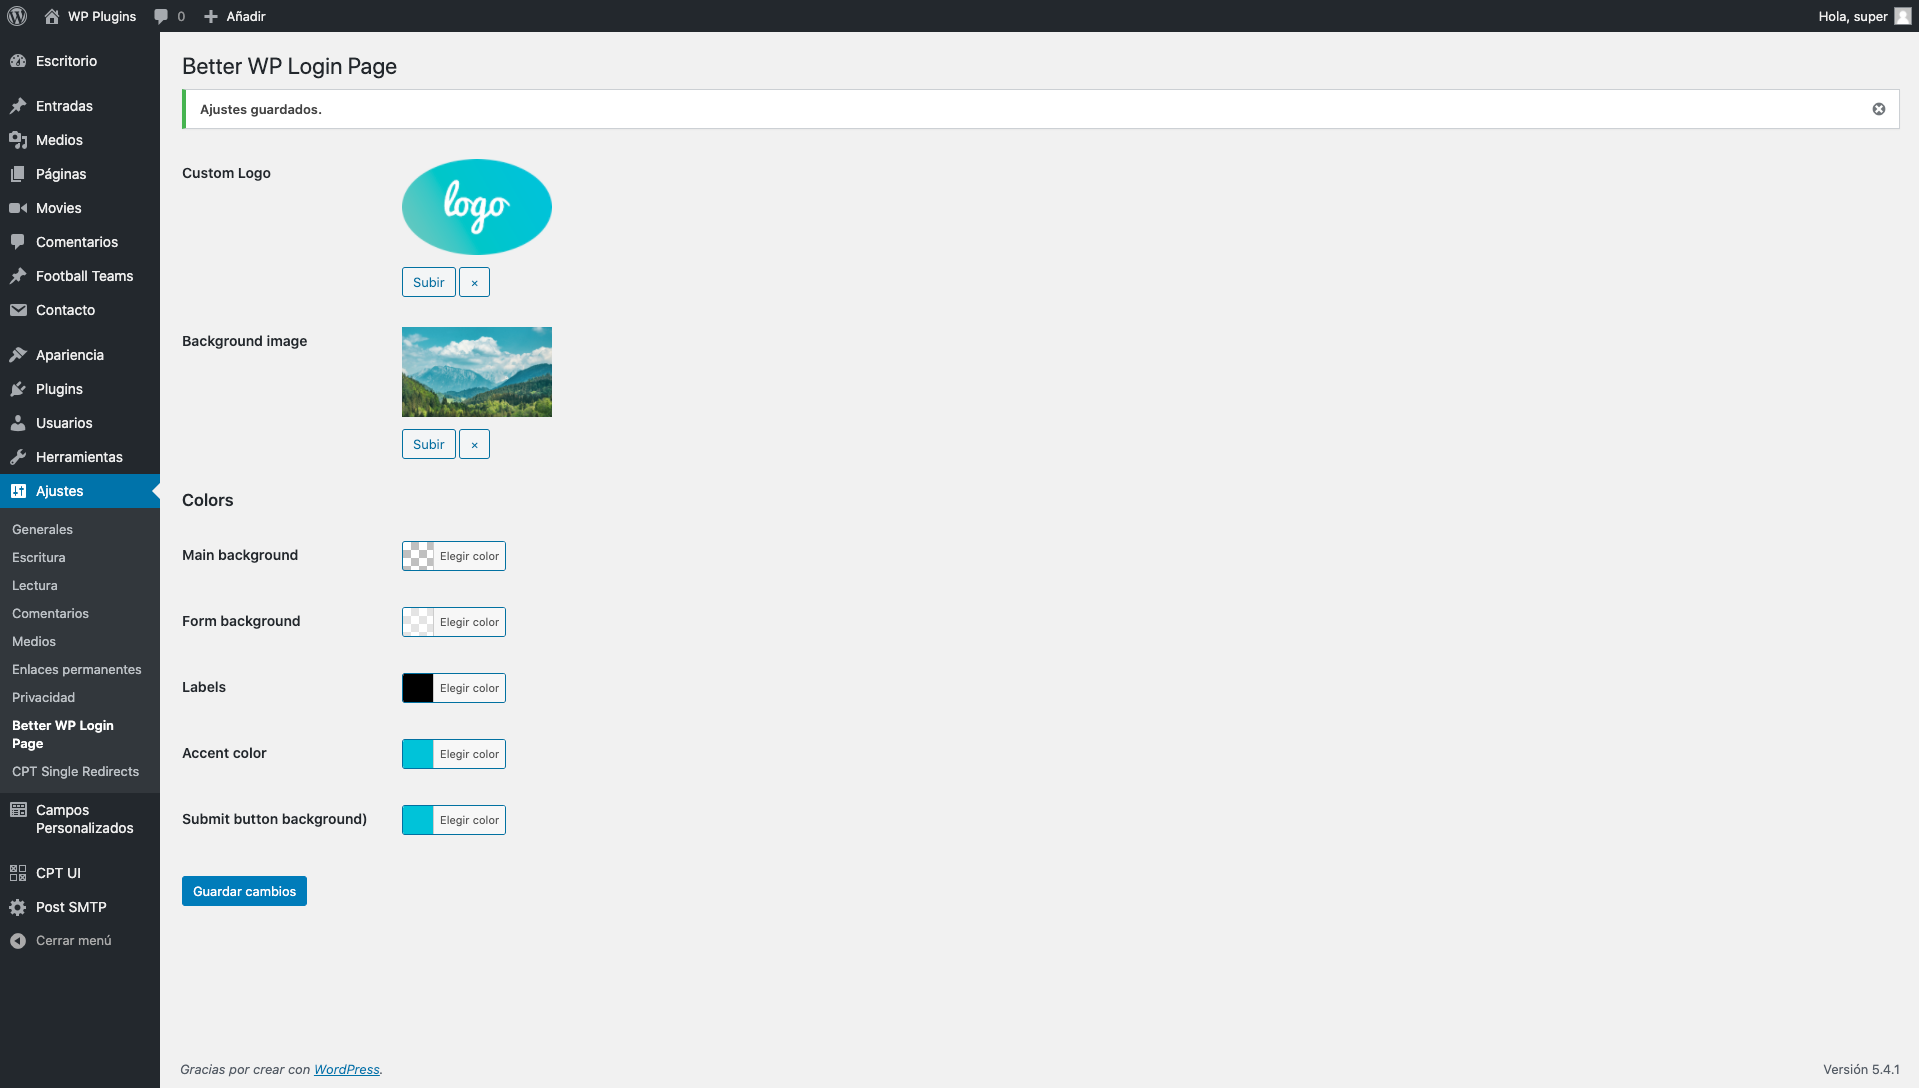 WP Plugins
0
Añadir
Hola, super
Escritorio
Entradas
Medios
Páginas
Movies
Comentarios
Football Teams
Contacto
Apariencia
Plugins
Usuarios
Herramientas
Ajustes
Generales
Escritura
Lectura
Comentarios
Medios
Enlaces permanentes
Privacidad
Better WP Login
Page
CPT Single Redirects
Campos
Personalizados
CPT UI
Post SMTP
Cerrar menú
Better WP Login Page
Ajustes guardados.
Custom Logo
logo
Subir
×
Background image
Subir
×
Colors
Main background
Elegir color
Form background
Elegir color
Labels
Elegir color
Accent color
Elegir color
Submit button background)
Elegir color
Guardar cambios
Gracias por crear con WordPress.
Versión 5.4.1